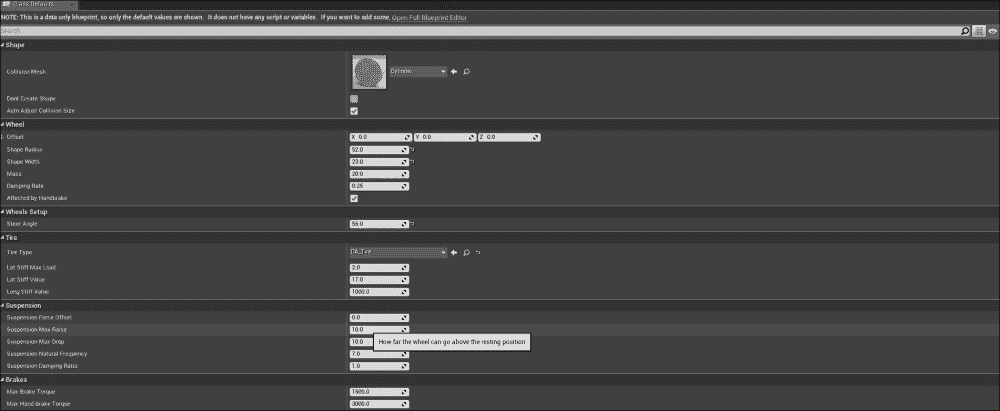 Class Defaults
NOTE: This is a data only blueprint, so only the default values are shown. It does not have any script or variables. If you want to add some, Open Full Blueprint Editor
Search
Shape
Collision Mesh Cylinder
Dont Create Shape
Auto Adjust Collision Size
Wheel
Offset X 0.0 Y 0.0 Z 0.0
Shape Radius 52.0
Shape Width 23.0
Mass 20.0
Damping Rate 0.25
Affected by Handbrake
Wheels Setup
Steer Angle
Tire
Tire Type
Lat Stiff Max Load 2.0
Lat Stiff Value 17.0
Long Stiff Value 1000.0
Suspension
Suspension Force Offset 0.0
Suspension Max Raise 10.0
Suspension Max Drop 10.0
How far the wheel can go above the resting position
Suspension Natural Frequency 7.0
Suspension Damping Ratio 1.0
Brakes
Max Brake Torque 1500.0
Max Hand Brake Torque 3000.0